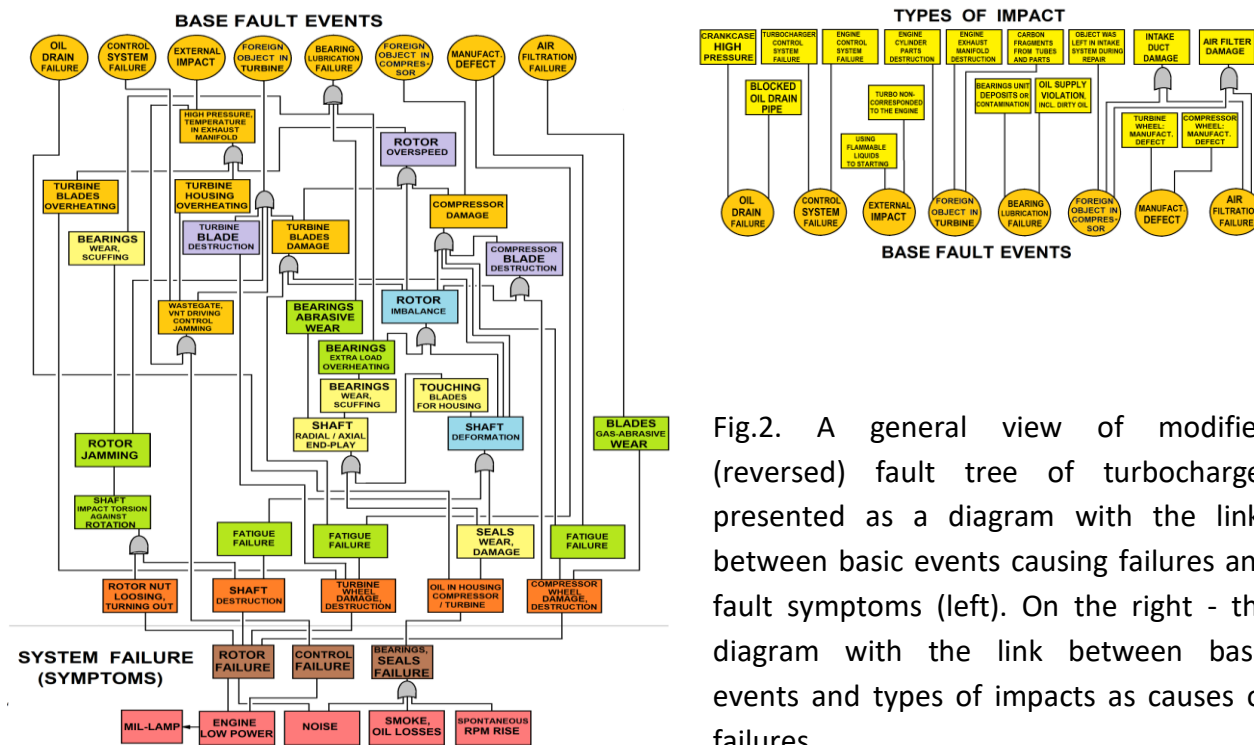 BASE FAULT EVENTS
OIL
DRAIN
FAILURE
CONTROL
SYSTEM
FAILURE
EXTERNAL
IMPACT
FOREIGN
OBJECT IN
TURBINE
BEARING
LUBRICATION
FAILURE
FOREIGN
OBJECT IN
COMPRES-
SOR
MANUFACT.
DEFECT
AIR
FILTRATION
FAILURE
HIGH PRESSURE,
TEMPERATURE
IN EXHAUST
MANIFOLD
ROTOR
OVERSPEED
TURBINE
BLADES
OVERHEATING
TURBINE
HOUSING
OVERHEATING
COMPRESSOR
DAMAGE
BEARINGS
WEAR,
SCUFFING
TURBINE
BLADE
DESTRUCTION
TURBINE
BLADES
DAMAGE
COMPRESSOR
BLADE
DESTRUCTION
WASTEGATE,
VNT DRIVING
CONTROL
JAMMING
BEARINGS
ABRASIVE
WEAR
ROTOR
IMBALANCE
BEARINGS
EXTRA LOAD
OVERHEATING
BEARINGS
WEAR,
SCUFFING
TOUCHING
BLADES
FOR HOUSING
ROTOR
JAMMING
SHAFT
RADIAL / AXIAL
END-PLAY
SHAFT
DEFORMATION
BLADES
GAS-ABRASIVE
WEAR
SHAFT
IMPACT TORSION
AGAINST
ROTATION
FATIGUE
FAILURE
FATIGUE
FAILURE
SEALS
WEAR,
DAMAGE
FATIGUE
FAILURE
ROTOR NUT
LOOSING,
TURNING OUT
SHAFT
DESTRUCTION
TURBINE
WHEEL
DAMAGE,
DESTRUCTION
OIL IN HOUSING
COMPRESSOR
/ TURBINE
COMPRESSOR
WHEEL
DAMAGE,
DESTRUCTION
SYSTEM FAILURE
(SYMPTOMS)
ROTOR
FAILURE
CONTROL
FAILURE
BEARINGS,
SEALS
FAILURE
MIL-LAMP
ENGINE
LOW POWER
NOISE
SMOKE,
OIL LOSSES
SPONTANEOUS
RPM RISE
TYPES OF IMPACT
CRANKCASE
HIGH
PRESSURE
TURBOCHARGER
CONTROL
SYSTEM
FAILURE
ENGINE
CONTROL
SYSTEM
FAILURE
ENGINE
CYLINDER
PARTS
DESTRUCTION
ENGINE
EXHAUST
MANIFOLD
DESTRUCTION
CARBON
FRAGMENTS
FROM TUBES
AND PARTS
OBJECT WAS
LEFT IN INTAKE
SYSTEM DURING
REPAIR
INTAKE
DUCT
DAMAGE
AIR FILTER
DAMAGE
BLOCKED
OIL DRAIN
PIPE
TURBO NON-
CORRESPONDED
TO THE ENGINE
BEARINGS UNIT
DEPOSITS OR
CONTAMINATION
OIL SUPPLY
VIOLATION,
INCL. DIRTY OIL
USING
FLAMMABLE
LIQUIDS
TO STARTING
TURBINE
WHEEL:
MANUFACT.
DEFECT
COMPRESSOR
WHEEL:
MANUFACT.
DEFECT
OIL
DRAIN
FAILURE
CONTROL
SYSTEM
FAILURE
EXTERNAL
IMPACT
FOREIGN
OBJECT IN
TURBINE
BEARING
LUBRICATION
FAILURE
FOREIGN
OBJECT IN
COMPRES-
SOR
MANUFACT.
DEFECT
AIR
FILTRATION
FAILURE
BASE FAULT EVENTS
Fig.2. A general view of modifie
(reversed) fault tree of turbocharge
presented as a diagram with the link
between basic events causing failures an
fault symptoms (left). On the right - th
diagram with the link between bas
events and types of impacts as causes o
failures